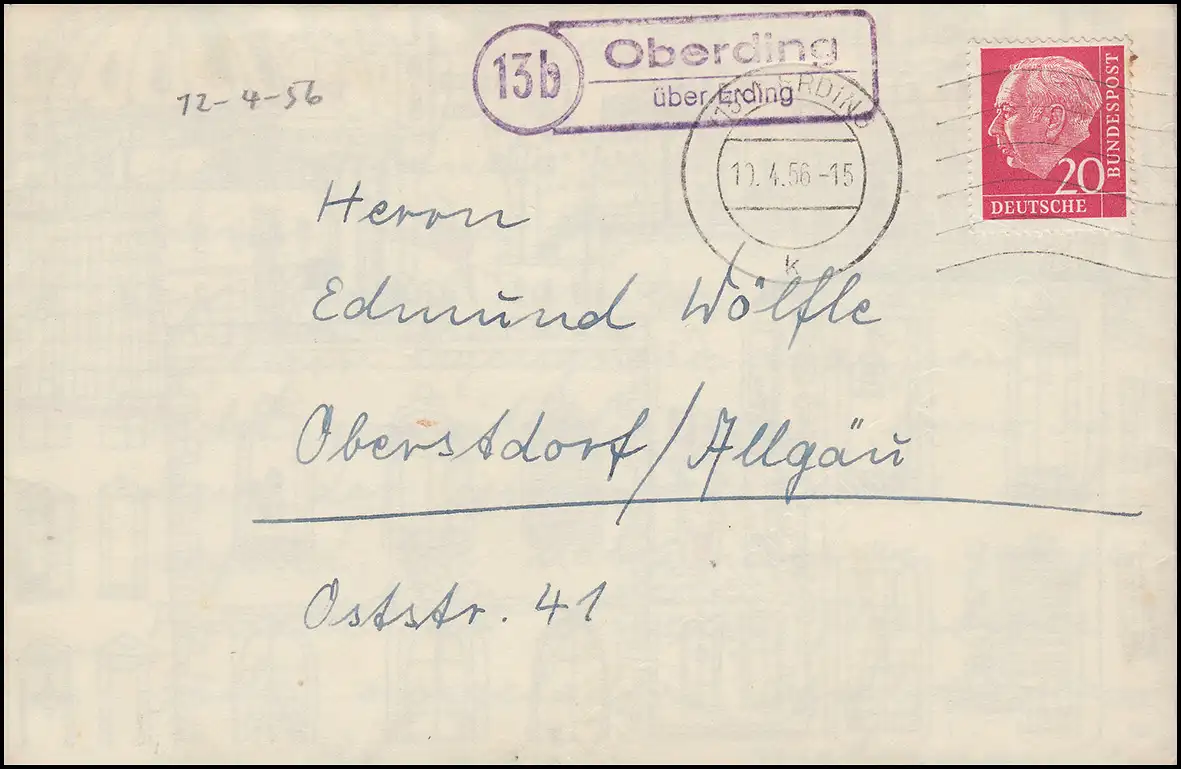 13b Oberding
über Erding
12-4-56
ERDING
10.4.56-15
k
20
DEUTSCHE
BUNDESPOST
Herrn
Edmund Wölfle
Oberstdorf/Allgäu
Oststr. 41